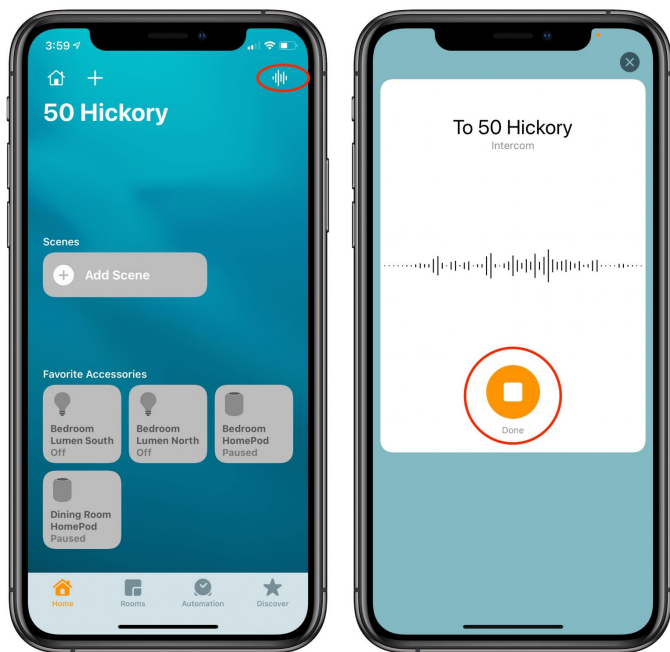 3:59
50 Hickory
Scenes
Add Scene
Favorite Accessories
Bedroom
Lumen South
Off
Bedroom
Lumen North
Off
Bedroom
HomePod
Paused
Dining Room
HomePod
Paused
Home
Rooms
Automation
Discover
To 50 Hickory
Intercom
Done